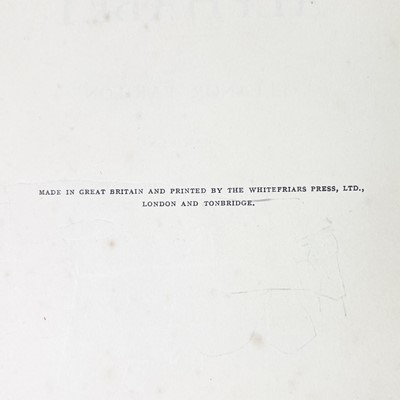 MADE IN GREAT BRITAIN AND PRINTED BY THE WHITEFRIARS PRESS, LTD.,
LONDON AND TONBRIDGE.